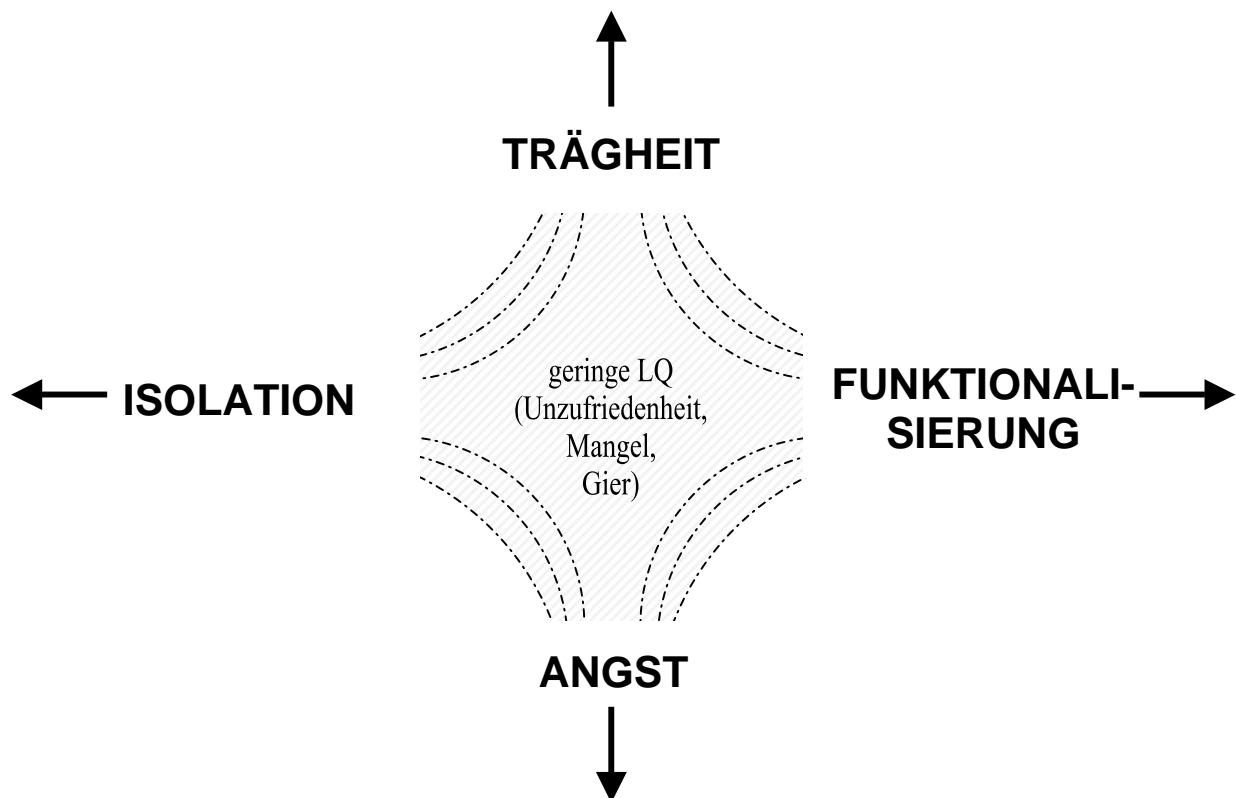 TRÄGHEIT
ISOLATION
geringe LQ
(Unzufriedenheit,
Mangel,
Gier)
FUNKTIONALI-
SIERUNG
ANGST